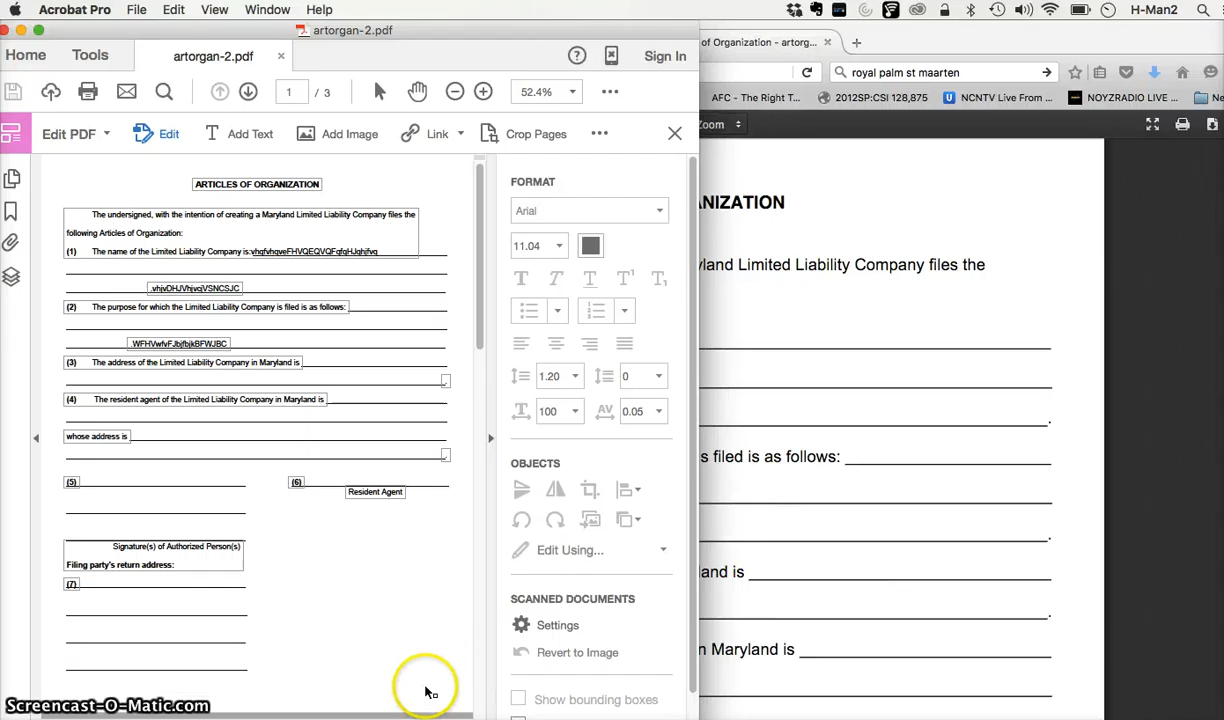 Acrobat Pro File Edit View Window Help H-Man2
artorgan-2.pdf
of Organization - artorg...
Home Tools artorgan-2.pdf Sign In
royal palm st maarten
1 / 3 52.4%
AFC - The Right T... 2012SP:CSI 128,875 NCNTV Live From ... NOYZRADIO LIVE ... Ne
Edit PDF Edit Add Text Add Image Link Crop Pages
Zoom
ARTICLES OF ORGANIZATION
The undersigned, with the intention of creating a Maryland Limited Liability Company files the
following Articles of Organization:
(1) The name of the Limited Liability Company is:
(2) The purpose for which the Limited Liability Company is filed is as follows:
(3) The address of the Limited Liability Company in Maryland is
(4) The resident agent of the Limited Liability Company in Maryland is
whose address is
(5) (6)
Resident Agent
Signature(s) of Authorized Person(s)
Filing party's return address:
(7)
FORMAT
Arial
11.04
1.20 0
100 0.05
OBJECTS
Edit Using...
SCANNED DOCUMENTS
Settings
Revert to Image
Show bounding boxes
NIZATION
yland Limited Liability Company files the
s filed is as follows:
land is
n Maryland is
Screencast-O-Matic.com